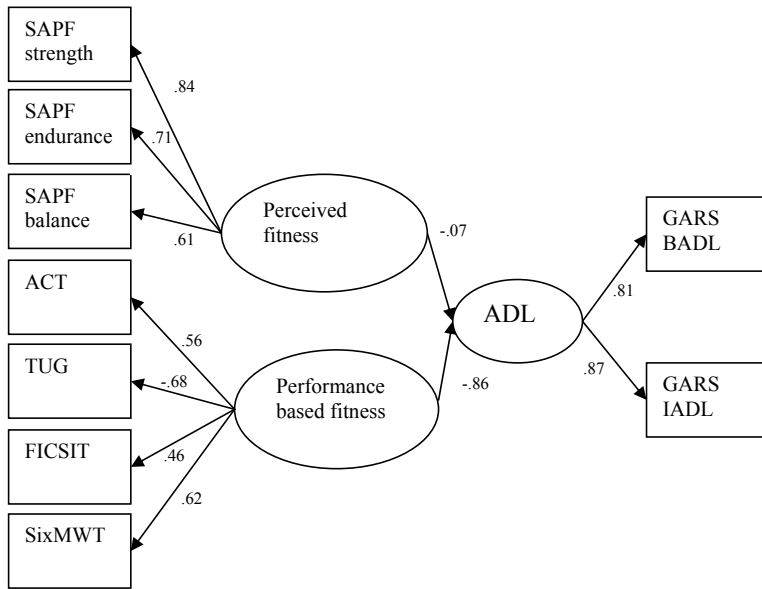 SAPF
strength
.84
SAPF
endurance
.71
SAPF
balance
.61
Perceived
fitness
-.07
GARS
BADL
.81
ACT
.56
ADL
TUG
-.68
Performance
based fitness
-.86
.87
GARS
IADL
FICSIT
.46
.62
SixMWT